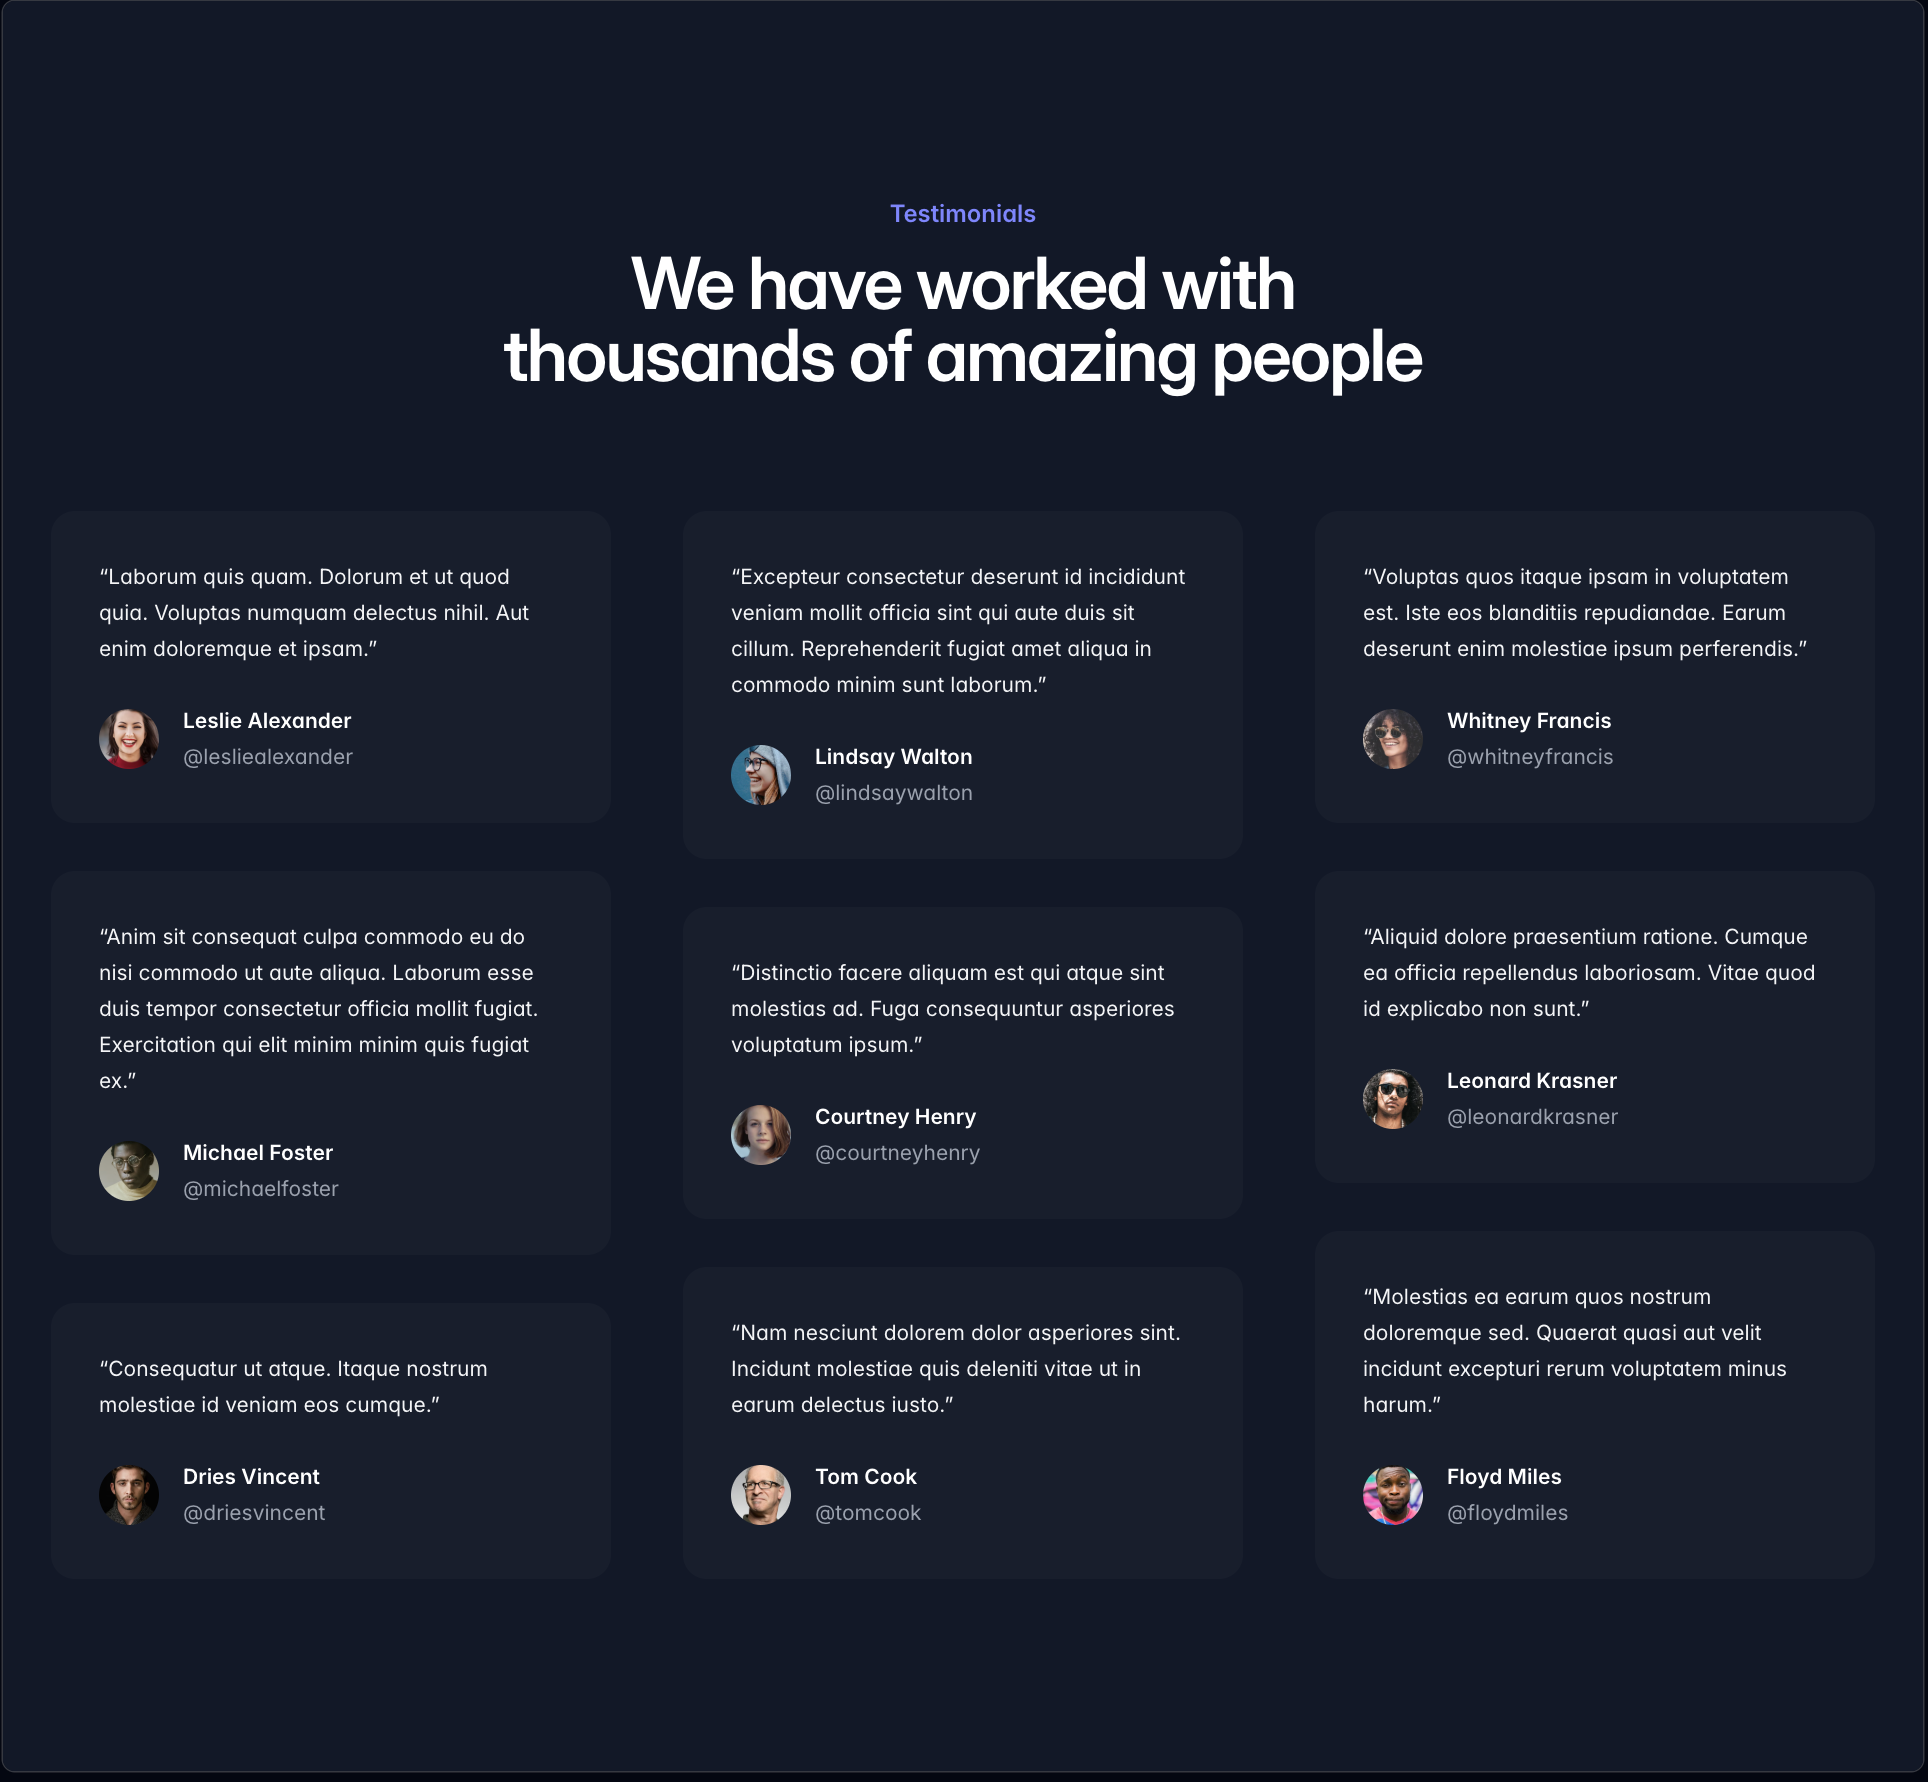 Testimonials
We have worked with
thousands of amazing people
“Laborum quis quam. Dolorum et ut quod
quia. Voluptas numquam delectus nihil. Aut
enim doloremque et ipsam.”
Leslie Alexander
@lesliealexander
“Anim sit consequat culpa commodo eu do
nisi commodo ut aute aliqua. Laborum esse
duis tempor consectetur officia mollit fugiat.
Exercitation qui elit minim minim quis fugiat
ex.”
Michael Foster
@michaelfoster
“Consequatur ut atque. Itaque nostrum
molestiae id veniam eos cumque.”
Dries Vincent
@driesvincent
“Excepteur consectetur deserunt id incididunt
veniam mollit officia sint qui aute duis sit
cillum. Reprehenderit fugiat amet aliqua in
commodo minim sunt laborum.”
Lindsay Walton
@lindsaywalton
“Distinctio facere aliquam est qui atque sint
molestias ad. Fuga consequuntur asperiores
voluptatum ipsum.”
Courtney Henry
@courtneyhenry
“Nam nesciunt dolorem dolor asperiores sint.
Incidunt molestiae quis deleniti vitae ut in
earum delectus iusto.”
Tom Cook
@tomcook
“Voluptas quos itaque ipsam in voluptatem
est. Iste eos blanditiis repudiandae. Earum
deserunt enim molestiae ipsum perferendis.”
Whitney Francis
@whitneyfrancis
“Aliquid dolore praesentium ratione. Cumque
ea officia repellendus laboriosam. Vitae quod
id explicabo non sunt.”
Leonard Krasner
@leonardkrasner
“Molestias ea earum quos nostrum
doloremque sed. Quaerat quasi aut velit
incidunt excepturi rerum voluptatem minus
harum.”
Floyd Miles
@floydmiles